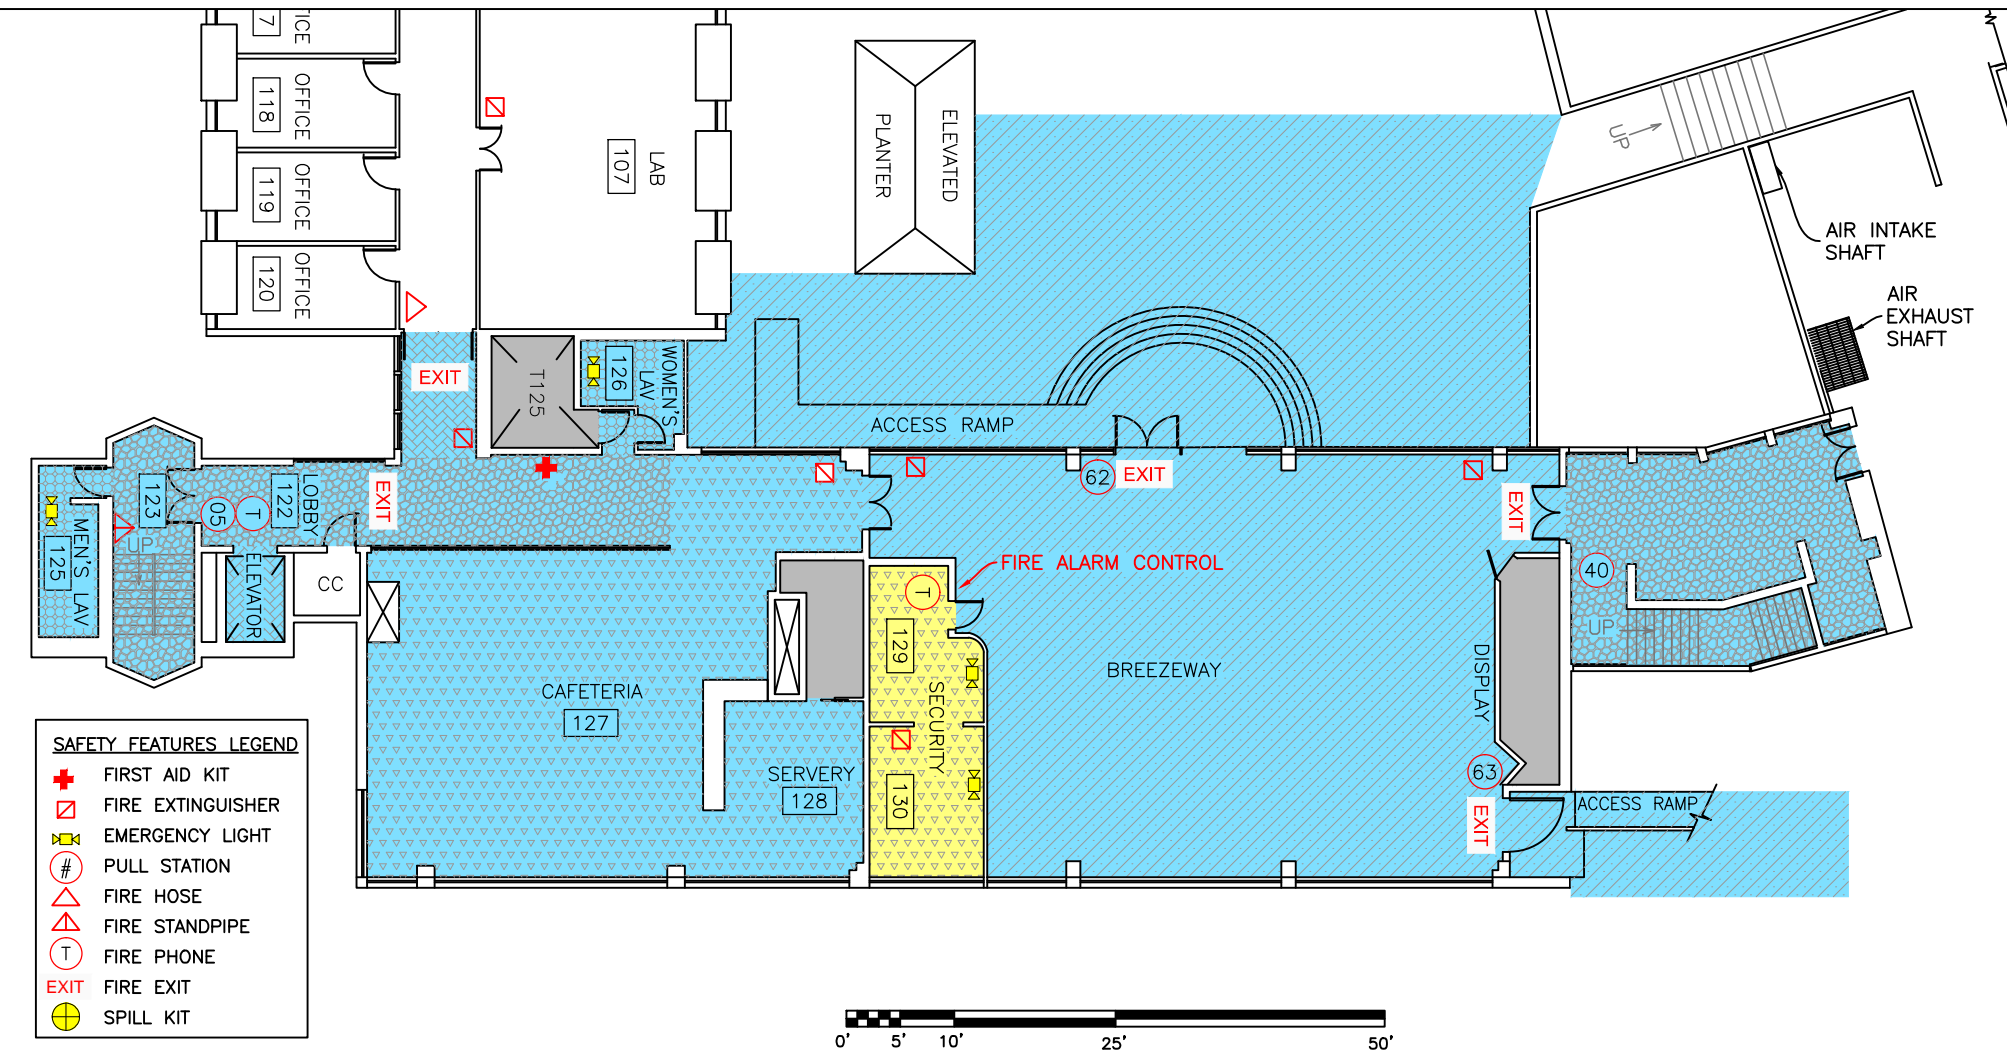 7
ICE
118
OFFICE
119
OFFICE
120
OFFICE
107
LAB
ELEVATED
PLANTER
UP
AIR INTAKE
SHAFT
AIR
EXHAUST
SHAFT
EXIT
T125
126
WOMEN'S
LAV
ACCESS RAMP
62
EXIT
123
05
T
122
LOBBY
EXIT
EXIT
MEN'S LAV
125
UP
ELEVATOR
CC
FIRE ALARM CONTROL
40
UP
T
129
SECURITY
130
BREEZEWAY
DISPLAY
63
EXIT
ACCESS RAMP
CAFETERIA
127
SERVERY
128
SAFETY FEATURES LEGEND
FIRST AID KIT
FIRE EXTINGUISHER
EMERGENCY LIGHT
# PULL STATION
FIRE HOSE
FIRE STANDPIPE
T FIRE PHONE
EXIT FIRE EXIT
SPILL KIT
0' 5' 10' 25' 50'